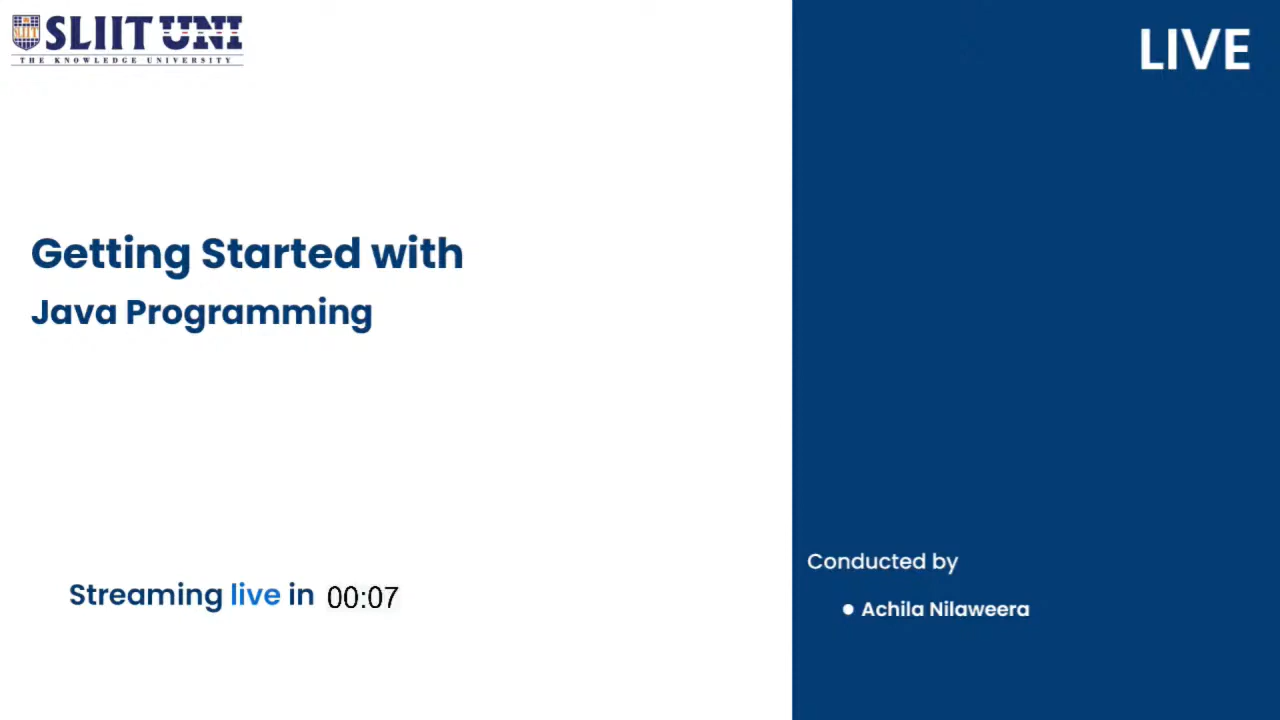 SLIIT
SLIIT UNI
THE KNOWLEDGE UNIVERSITY
LIVE
Getting Started with
Java Programming
Streaming live in 00:07
Conducted by
● Achila Nilaweera